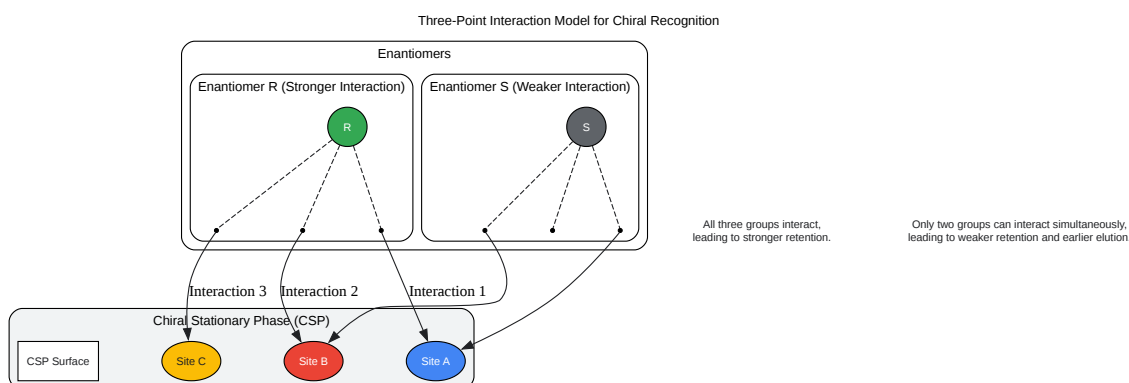 Three-Point Interaction Model for Chiral Recognition
Enantiomers
Enantiomer R (Stronger Interaction)
Enantiomer S (Weaker Interaction)
R
S
All three groups interact,
leading to stronger retention.
Only two groups can interact simultaneously,
leading to weaker retention and earlier elution
Interaction 3
Interaction 2
Interaction 1
Chiral Stationary Phase (CSP)
CSP Surface
Site C
Site B
Site A